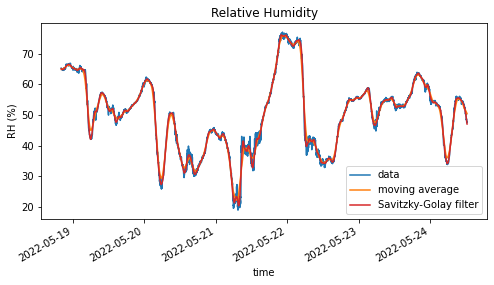 Relative Humidity
RH (%)
70
60
50
40
30
20
2022-05-19
2022-05-20
2022-05-21
2022-05-22
2022-05-23
2022-05-24
time
data
moving average
Savitzky-Golay filter